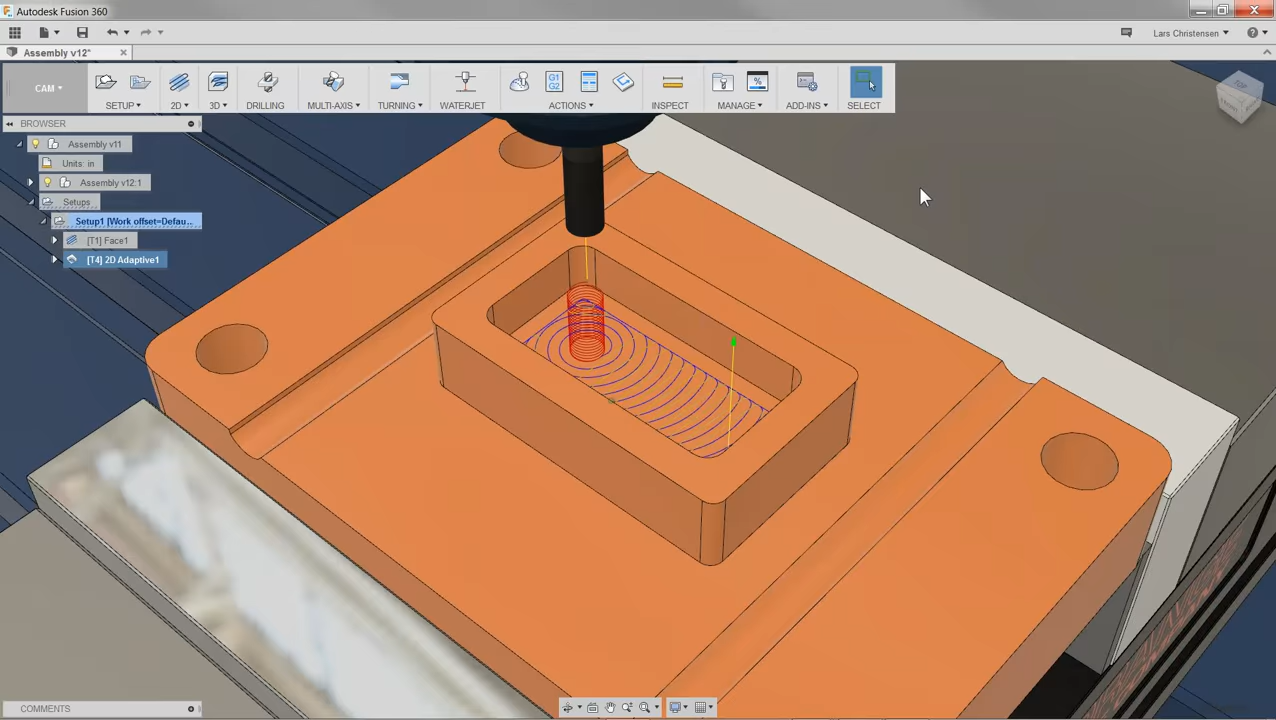 Autodesk Fusion 360
Lars Christensen
Assembly v12*
CAM
SETUP
2D
3D
DRILLING
MULTI-AXIS
TURNING
WATERJET
G1
G2
ACTIONS
INSPECT
MANAGE
ADD-INS
SELECT
BROWSER
Assembly v11
Units: in
Assembly v12:1
Setups
Setup1 [Work offset=Defau...
[T1] Face1
[T4] 2D Adaptive1
COMMENTS